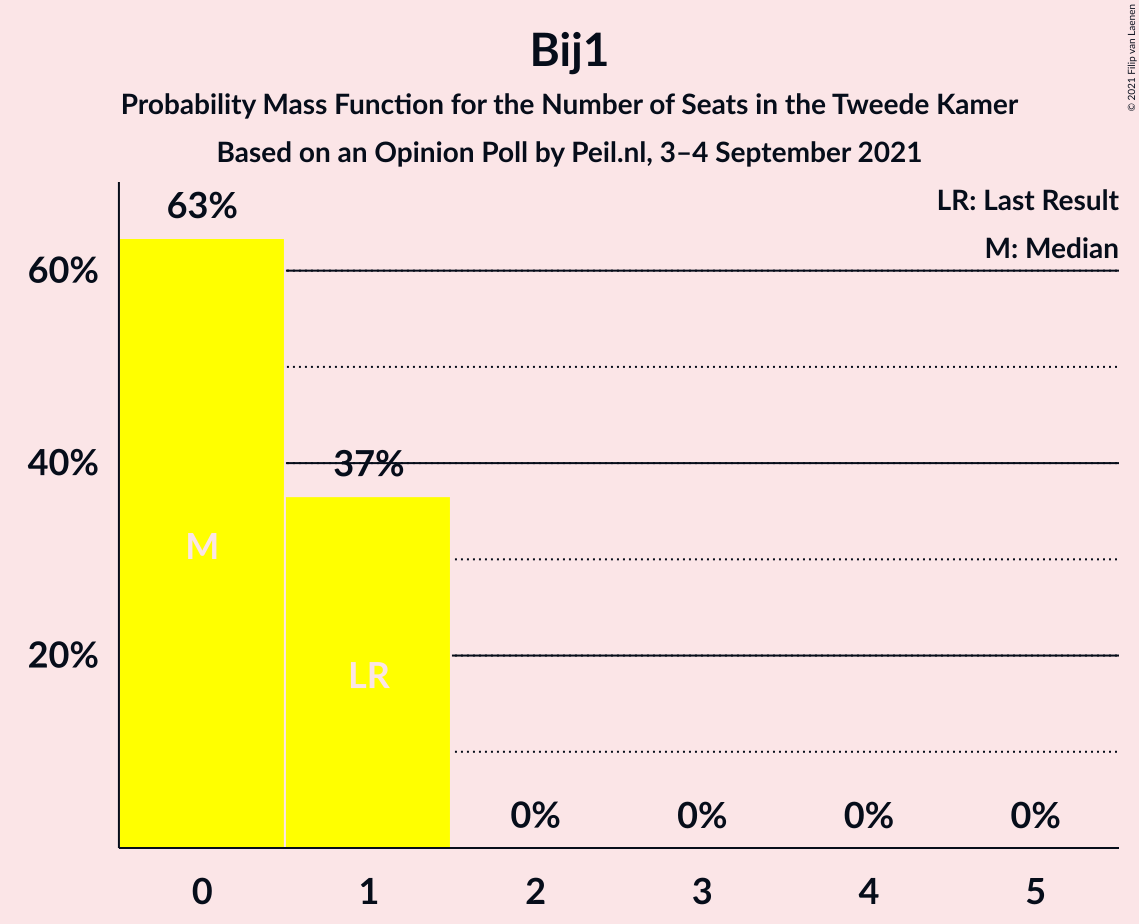 Bij1
Probability Mass Function for the Number of Seats in the Tweede Kamer
Based on an Opinion Poll by Peil.nl, 3–4 September 2021
© 2021 Filip van Laenen
LR: Last Result
M: Median
63%
60%
37%
40%
M
LR
20%
0% 0% 0% 0%
0 1 2 3 4 5